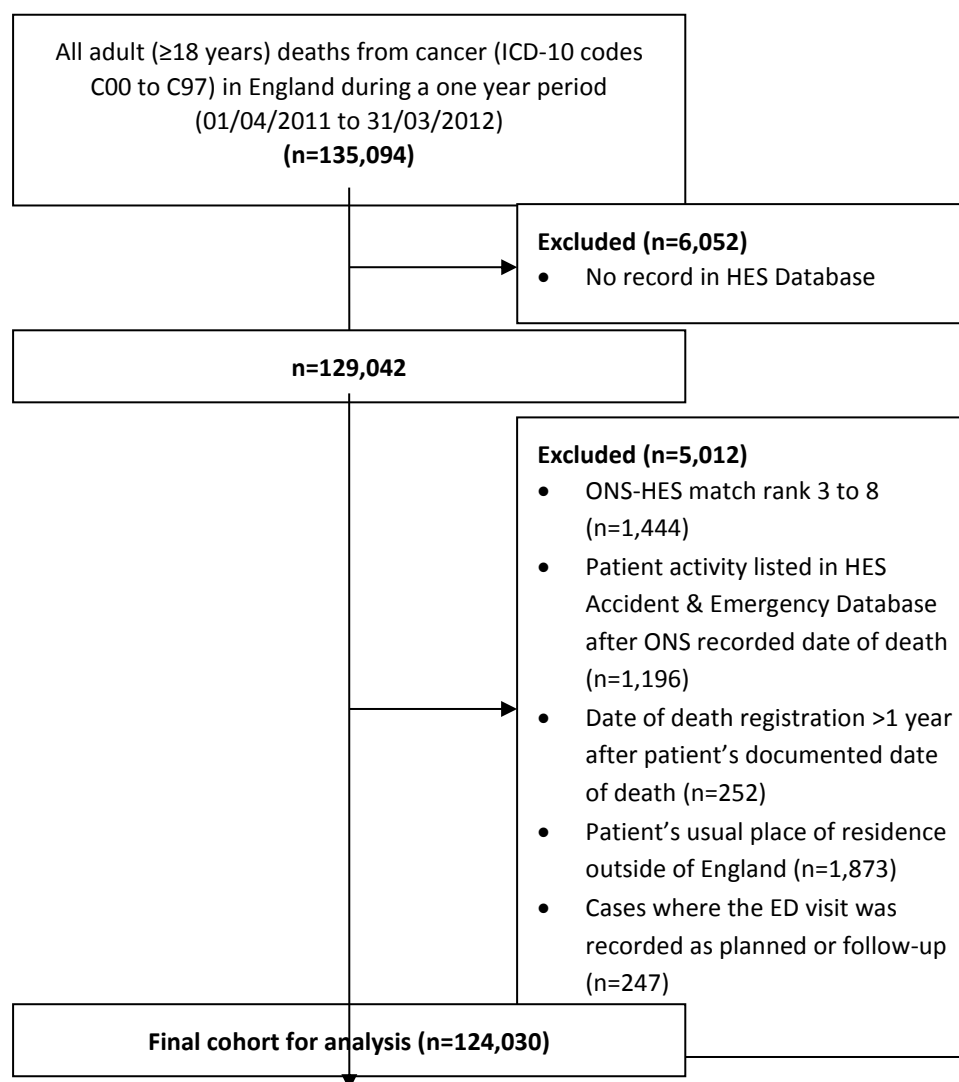 All adult (≥18 years) deaths from cancer (ICD-10 codes
C00 to C97) in England during a one year period
(01/04/2011 to 31/03/2012)
(n=135,094)
Excluded (n=6,052)
• No record in HES Database
n=129,042
Excluded (n=5,012)
• ONS-HES match rank 3 to 8
(n=1,444)
• Patient activity listed in HES
Accident & Emergency Database
after ONS recorded date of death
(n=1,196)
• Date of death registration >1 year
after patient’s documented date
of death (n=252)
• Patient’s usual place of residence
outside of England (n=1,873)
• Cases where the ED visit was
recorded as planned or follow-up
(n=247)
Final cohort for analysis (n=124,030)